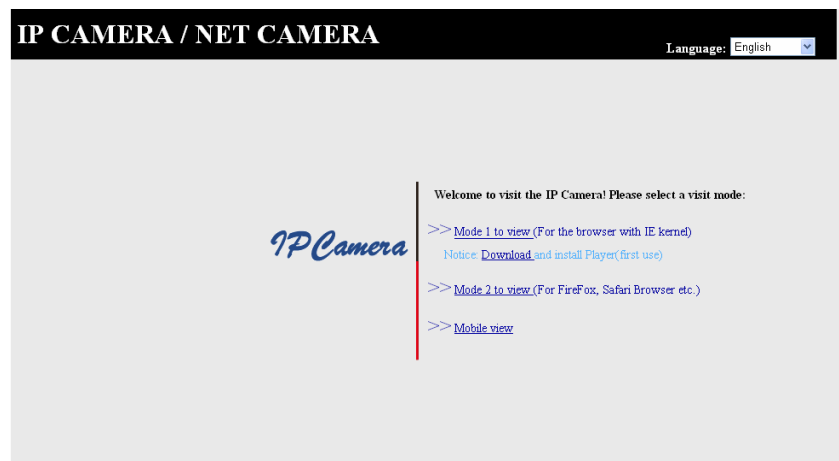 IP CAMERA / NET CAMERA
Language: English
Welcome to visit the IP Camera! Please select a visit mode:
IPCamera
>> Mode 1 to view (For the browser with IE kernel)
Notice: Download and install Player(first use)
>> Mode 2 to view (For FireFox, Safari Browser etc.)
>> Mobile view